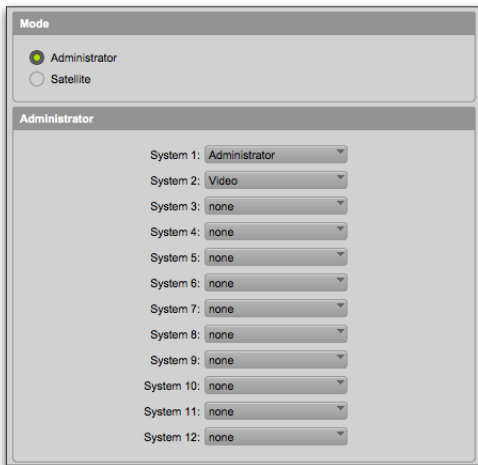 Mode
Administrator
Satellite
Administrator
System 1: Administrator
System 2: Video
System 3: none
System 4: none
System 5: none
System 6: none
System 7: none
System 8: none
System 9: none
System 10: none
System 11: none
System 12: none